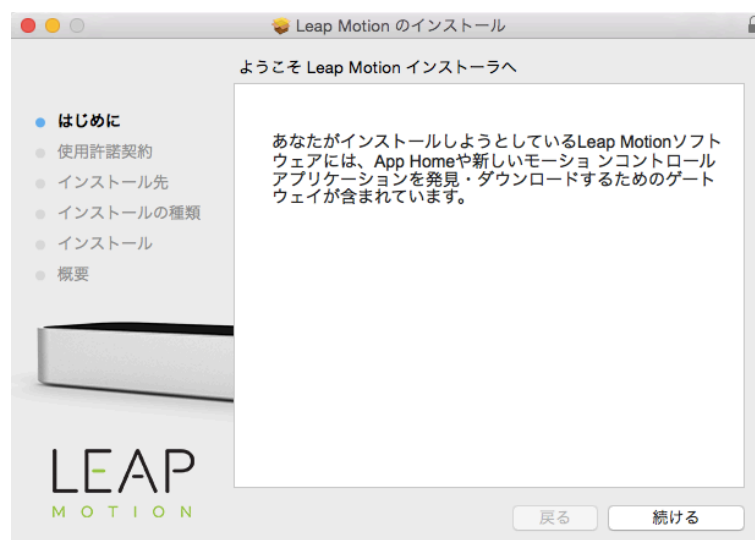 Leap Motion のインストール
ようこそ Leap Motion インストーラへ
はじめに
使用許諾契約
インストール先
インストールの種類
インストール
概要
あなたがインストールしようとしているLeap Motionソフト
ウェアには、App Homeや新しいモーショ ンコントロール
アプリケーションを発見・ダウンロードするためのゲート
ウェイが含まれています。
LEAP
MOTION
戻る
続ける